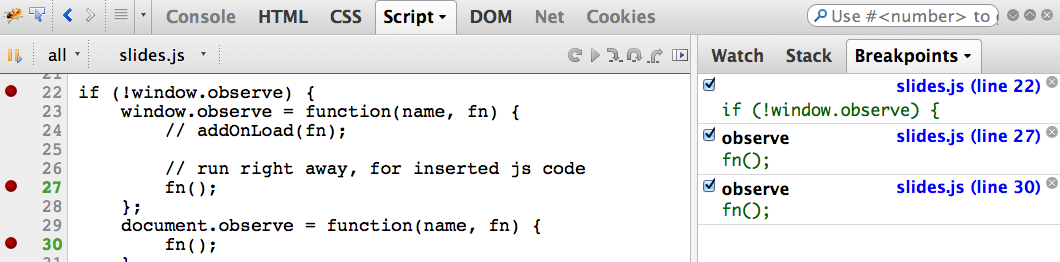 Console HTML CSS Script DOM Net Cookies
Use #<number> to
all slides.js
Watch Stack Breakpoints
21
22 if (!window.observe) {
23 window.observe = function(name, fn) {
24 // addOnLoad(fn);
25
26 // run right away, for inserted js code
27 fn();
28 };
29 document.observe = function(name, fn) {
30 fn();
31 }
slides.js (line 22)
if (!window.observe) {
observe slides.js (line 27)
fn();
observe slides.js (line 30)
fn();